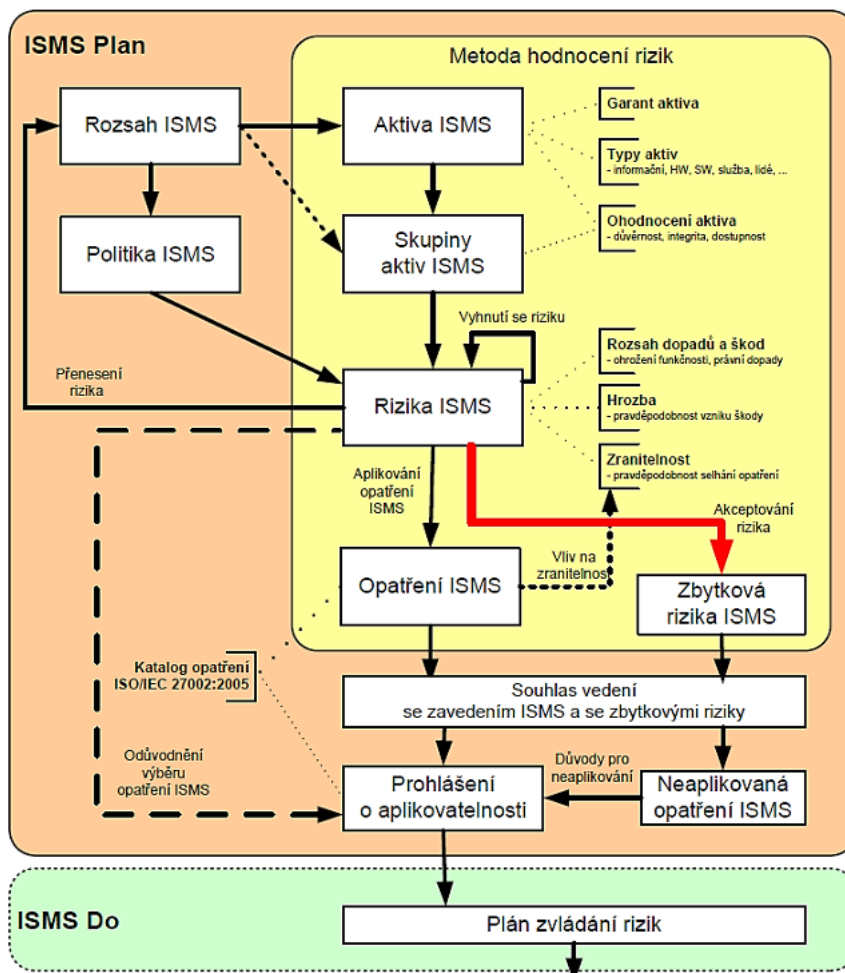 ISMS Plan
Metoda hodnocení rizik
Rozsah ISMS
Aktiva ISMS
Garant aktiva
Typy aktiv
- informační, HW, SW, služba, lidé, ...
Politika ISMS
Skupiny
aktiv ISMS
Ohodnocení aktiva
- důvěrnost, integrita, dostupnost
Vyhnutí se riziku
Přenesení
rizika
Rizika ISMS
Rozsah dopadů a škod
- ohrožení funkčnosti, právní dopady
Hrozba
- pravděpodobnost vzniku škody
Zranitelnost
- pravděpodobnost selhání opatření
Aplikování
opatření
ISMS
Akceptování
rizika
Opatření ISMS
Vliv na
zranitelnost
Zbytková
rizika ISMS
Katalog opatření
ISO/IEC 27002:2005
Souhlas vedení
se zavedením ISMS a se zbytkovými riziky
Odůvodnění
výběru
opatření ISMS
Prohlášení
o aplikovatelnosti
Důvody pro
neaplikování
Neaplikovaná
opatření ISMS
ISMS Do
Plán zvládání rizik